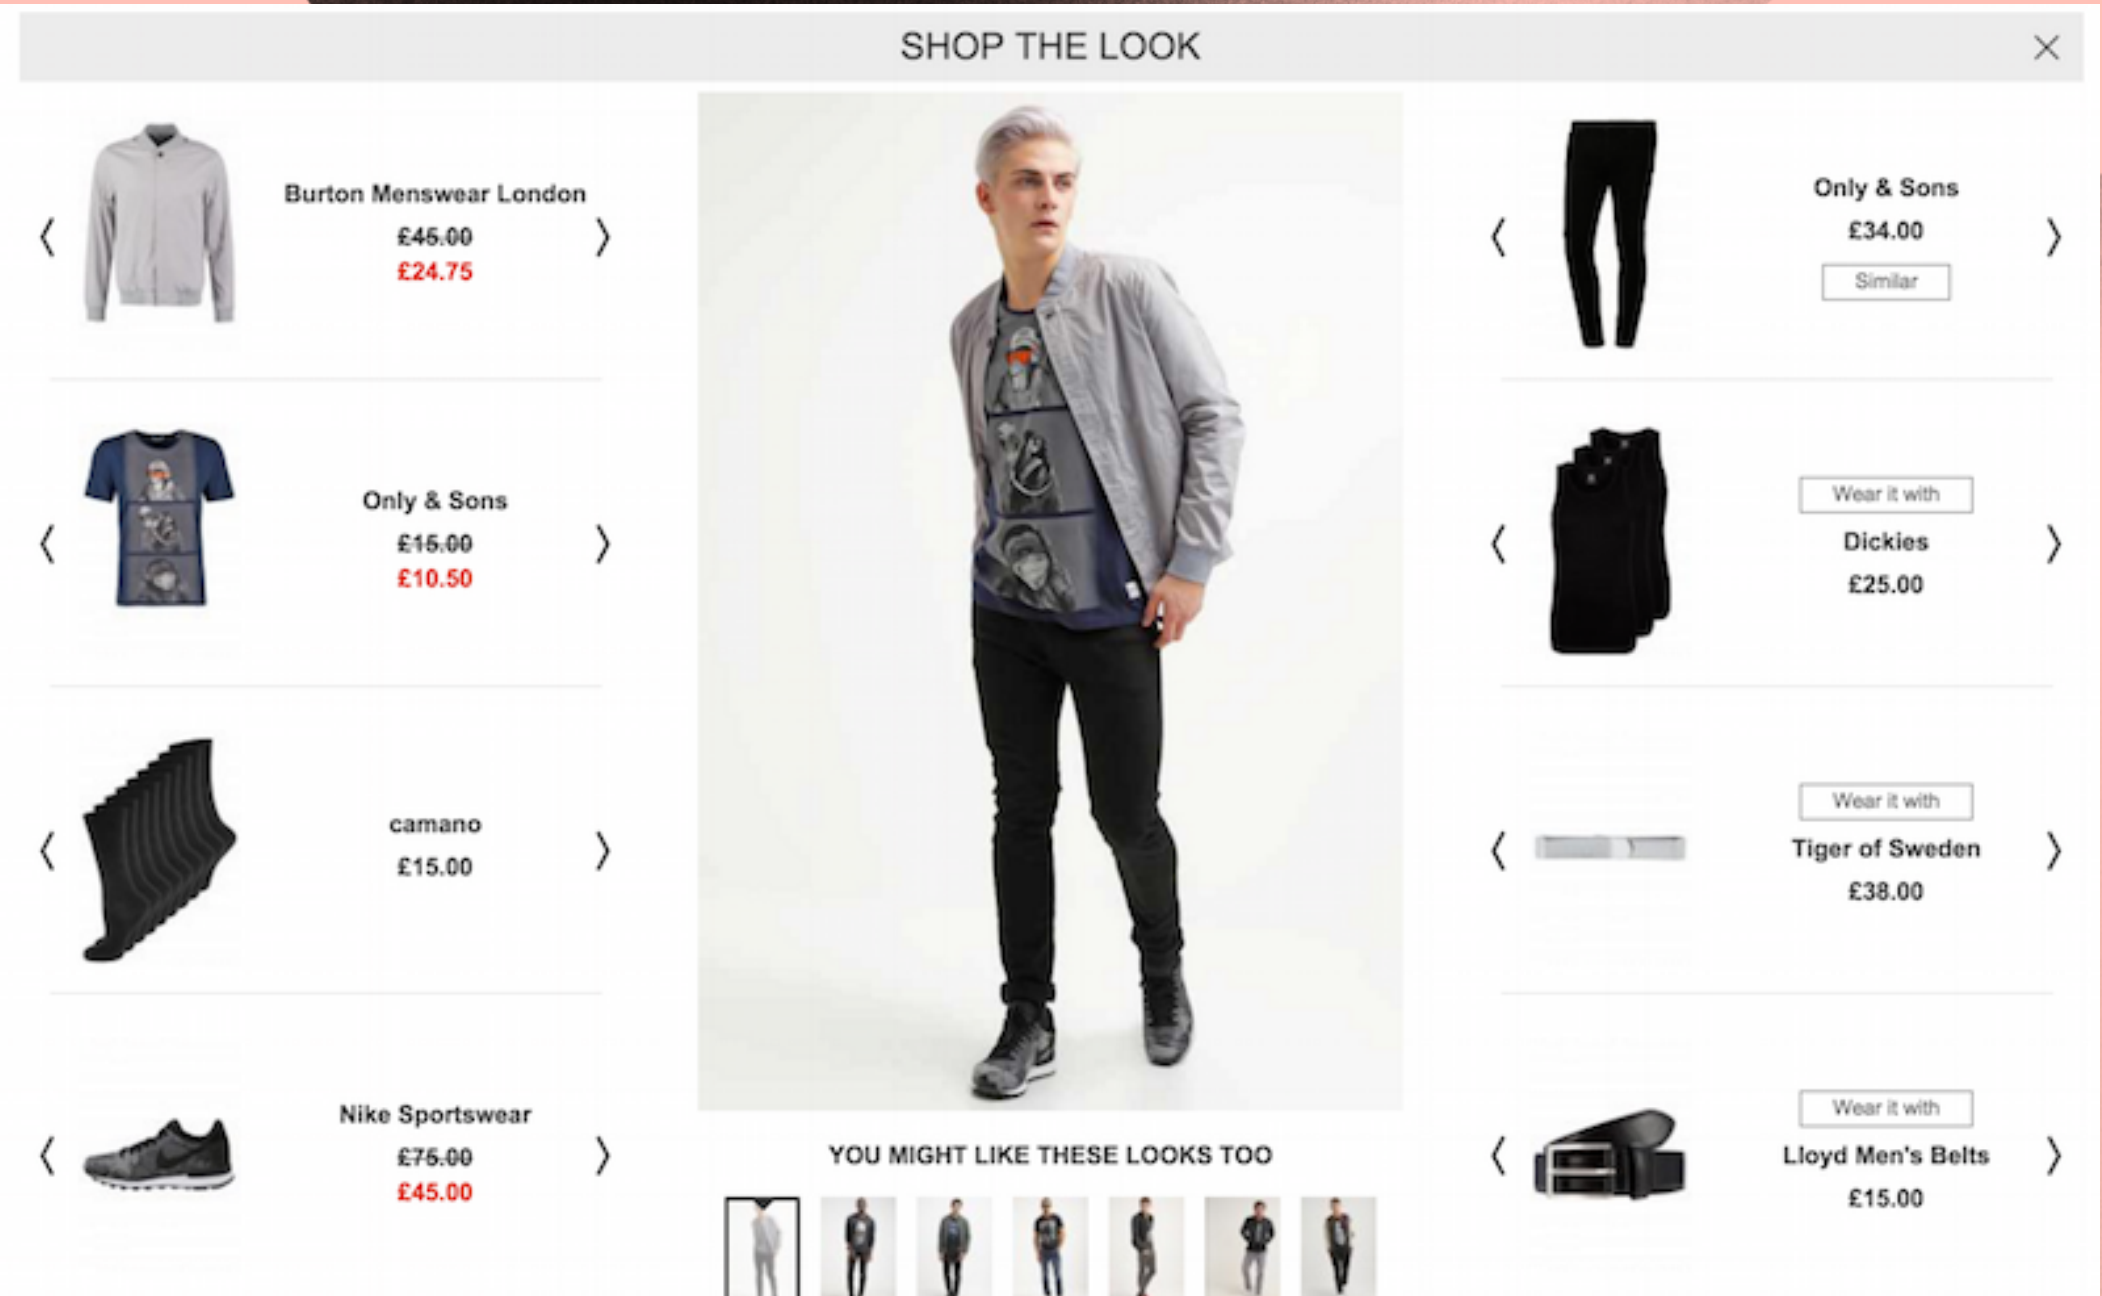 SHOP THE LOOK
Burton Menswear London
£45.00
£24.75
Only & Sons
£15.00
£10.50
camano
£15.00
Nike Sportswear
£75.00
£45.00
YOU MIGHT LIKE THESE LOOKS TOO
Only & Sons
£34.00
Similar
Wear it with
Dickies
£25.00
Wear it with
Tiger of Sweden
£38.00
Wear it with
Lloyd Men's Belts
£15.00